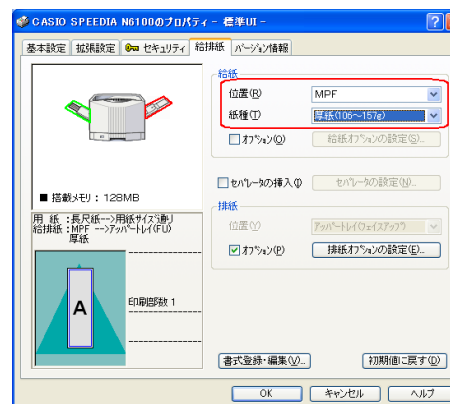 CASIO SPEEDIA N6100のプロパティ - 標準UI -
基本設定 拡張設定 セキュリティ 給排紙 バージョン情報
給紙
位置(R) MPF
紙種(T) 厚紙(106～157g)
オプション(O) 給紙オプションの設定(S)...
セパレータの挿入(I) セパレータの設定(N)...
■ 搭載メモリ : 128MB
排紙
位置(Y) アッパートレイ(フェイスアップ)
オプション(P) 排紙オプションの設定(E)...
用 紙 :長尺紙-->用紙サイズ通り
給排紙 :MPF -->アッパートレイ(FU)
厚紙
A
印刷部数 1
書式登録・編集(V)... 初期値に戻す(D)
OK キャンセル ヘルプ